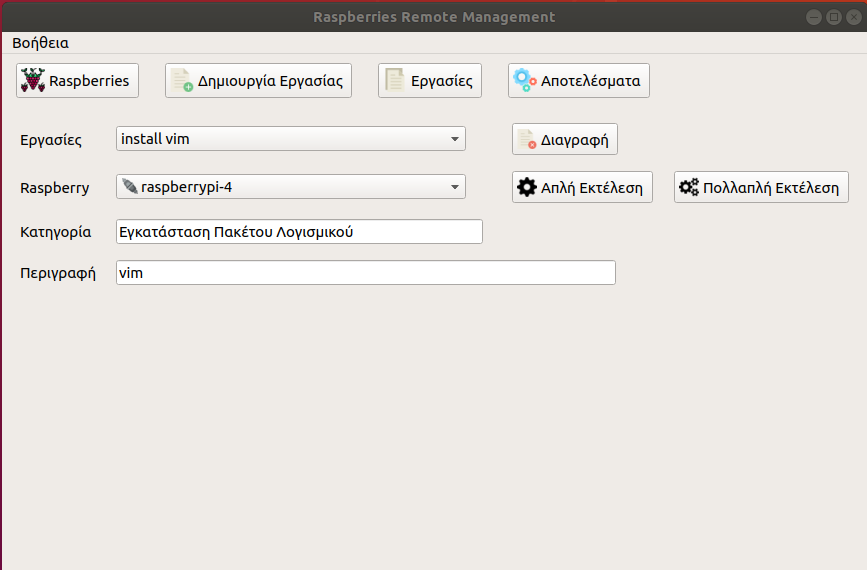 Raspberries Remote Management
Βοήθεια
Raspberries Δημιουργία Εργασίας Εργασίες Αποτελέσματα
Εργασίες install vim Διαγραφή
Raspberry raspberrypi-4 Απλή Εκτέλεση Πολλαπλή Εκτέλεση
Κατηγορία Εγκατάσταση Πακέτου Λογισμικού
Περιγραφή vim